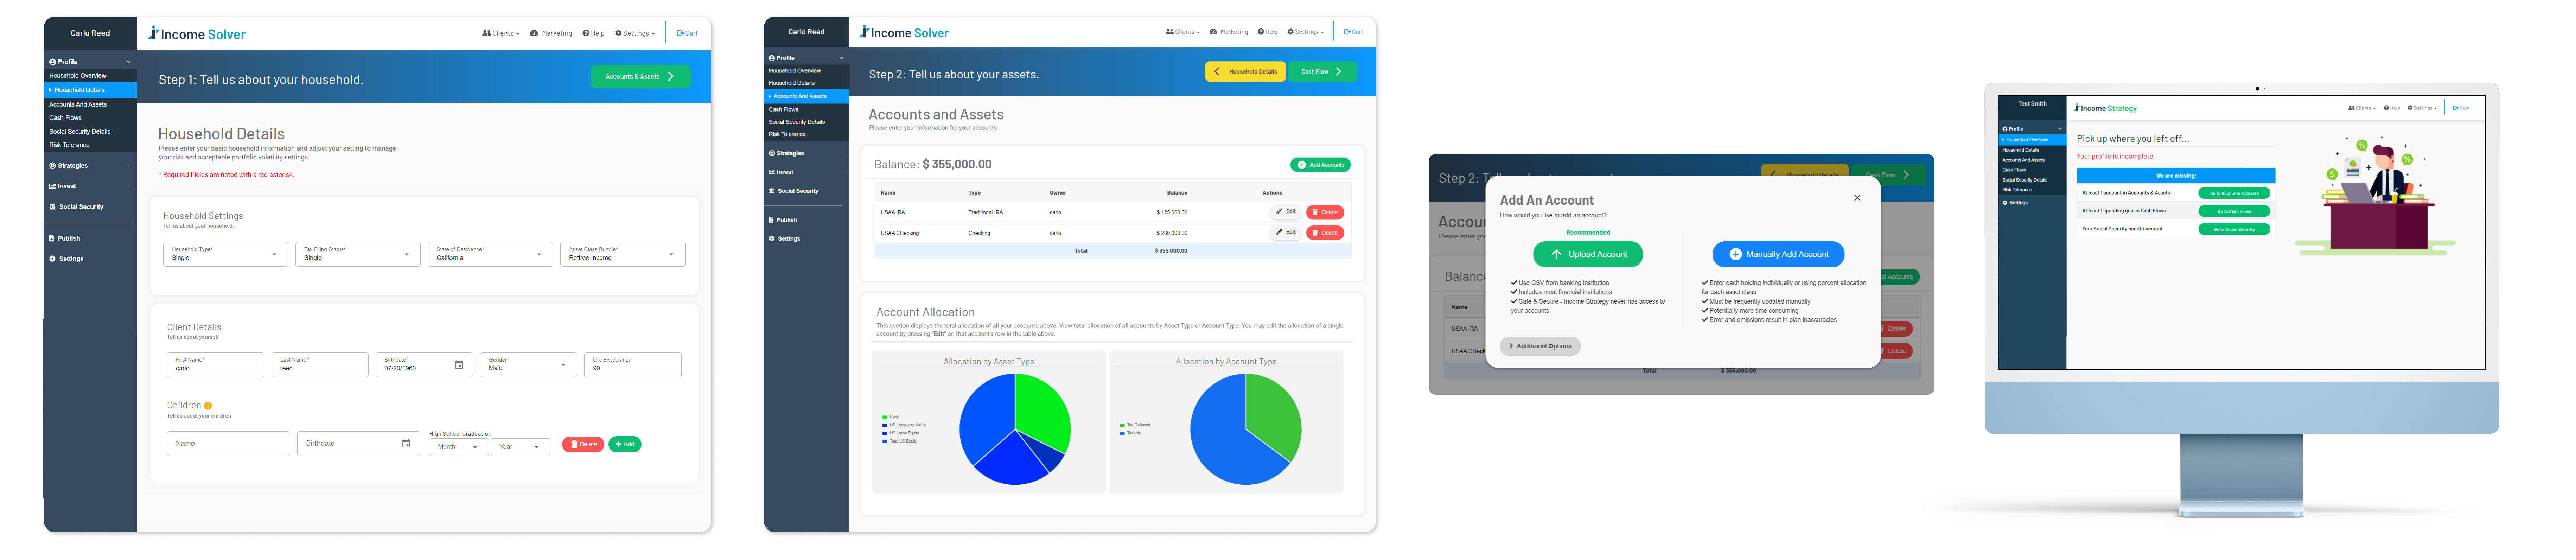 Carlo Reed
Income Solver
Clients
Marketing
Help
Settings
Carl
Profile
Household Overview
Household Details
Accounts And Assets
Cash Flows
Social Security Details
Risk Tolerance
Strategies
Invest
Social Security
Publish
Settings
Step 1: Tell us about your household.
Accounts & Assets
Household Details
Please enter your basic household information and adjust your setting to manage
your risk and acceptable portfolio volatility settings.
* Required Fields are noted with a red asterisk.
Household Settings
Tell us about your household.
Household Type*
Single
Tax Filing Status*
Single
State of Residence*
California
Asset Class Bundle*
Retiree Income
Client Details
Tell us about yourself
First Name*
carlo
Last Name*
reed
Birthdate*
07/20/1960
Gender*
Male
Life Expectancy*
90
Children
Tell us about your children
Name
Birthdate
High School Graduation
Month
Year
Delete
+ Add
Carlo Reed
Income Solver
Clients
Marketing
Help
Settings
Carl
Profile
Household Overview
Household Details
Accounts And Assets
Cash Flows
Social Security Details
Risk Tolerance
Strategies
Invest
Social Security
Publish
Settings
Step 2: Tell us about your assets.
Household Details
Cash Flow
Accounts and Assets
Please enter your information for your accounts
Balance: $ 355,000.00
Add Accounts
Name Type Owner Balance Actions
USAA IRA Traditional IRA carlo $ 125,000.00 Edit Delete
USAA CHecking Checking carlo $ 230,000.00 Edit Delete
Total $ 355,000.00
Account Allocation
This section displays the total allocation of all your accounts above. View total allocation of all accounts by Asset Type or Account Type. You may edit the allocation of a single
account by pressing "Edit" on that account's row in the table above.
Allocation by Asset Type
Cash
US Large-cap Value
US Large Equity
Total US Equity
Allocation by Account Type
Tax Deferred
Taxable
Step 2: T
Household Details
Cash Flow
Accou
Please enter yo
Balance
Accounts
Name
USAA IRA
Delete
USAA CHeck
Delete
Total $ 355,000.00
Add An Account
How would you like to add an account?
Recommended
Upload Account
Use CSV from banking institution
Includes most financial institutions
Safe & Secure - Income Strategy never has access to
your accounts
Manually Add Account
Enter each holding individually or using percent allocation
for each asset class
Must be frequently updated manually
Potentially more time consuming
Error and omissions result in plan inaccuracies
Additional Options
Test Smith
Income Strategy
Clients
Help
Settings
New
Profile
Household Overview
Household Details
Accounts And Assets
Cash Flows
Social Security Details
Risk Tolerance
Settings
Pick up where you left off...
Your profile is incomplete
We are missing:
At least 1 account in Accounts & Assets
Go to Accounts & Assets
At least 1 spending goal in Cash Flows
Go to Cash Flows
Your Social Security benefit amount
Go to Social Security
%
%
$